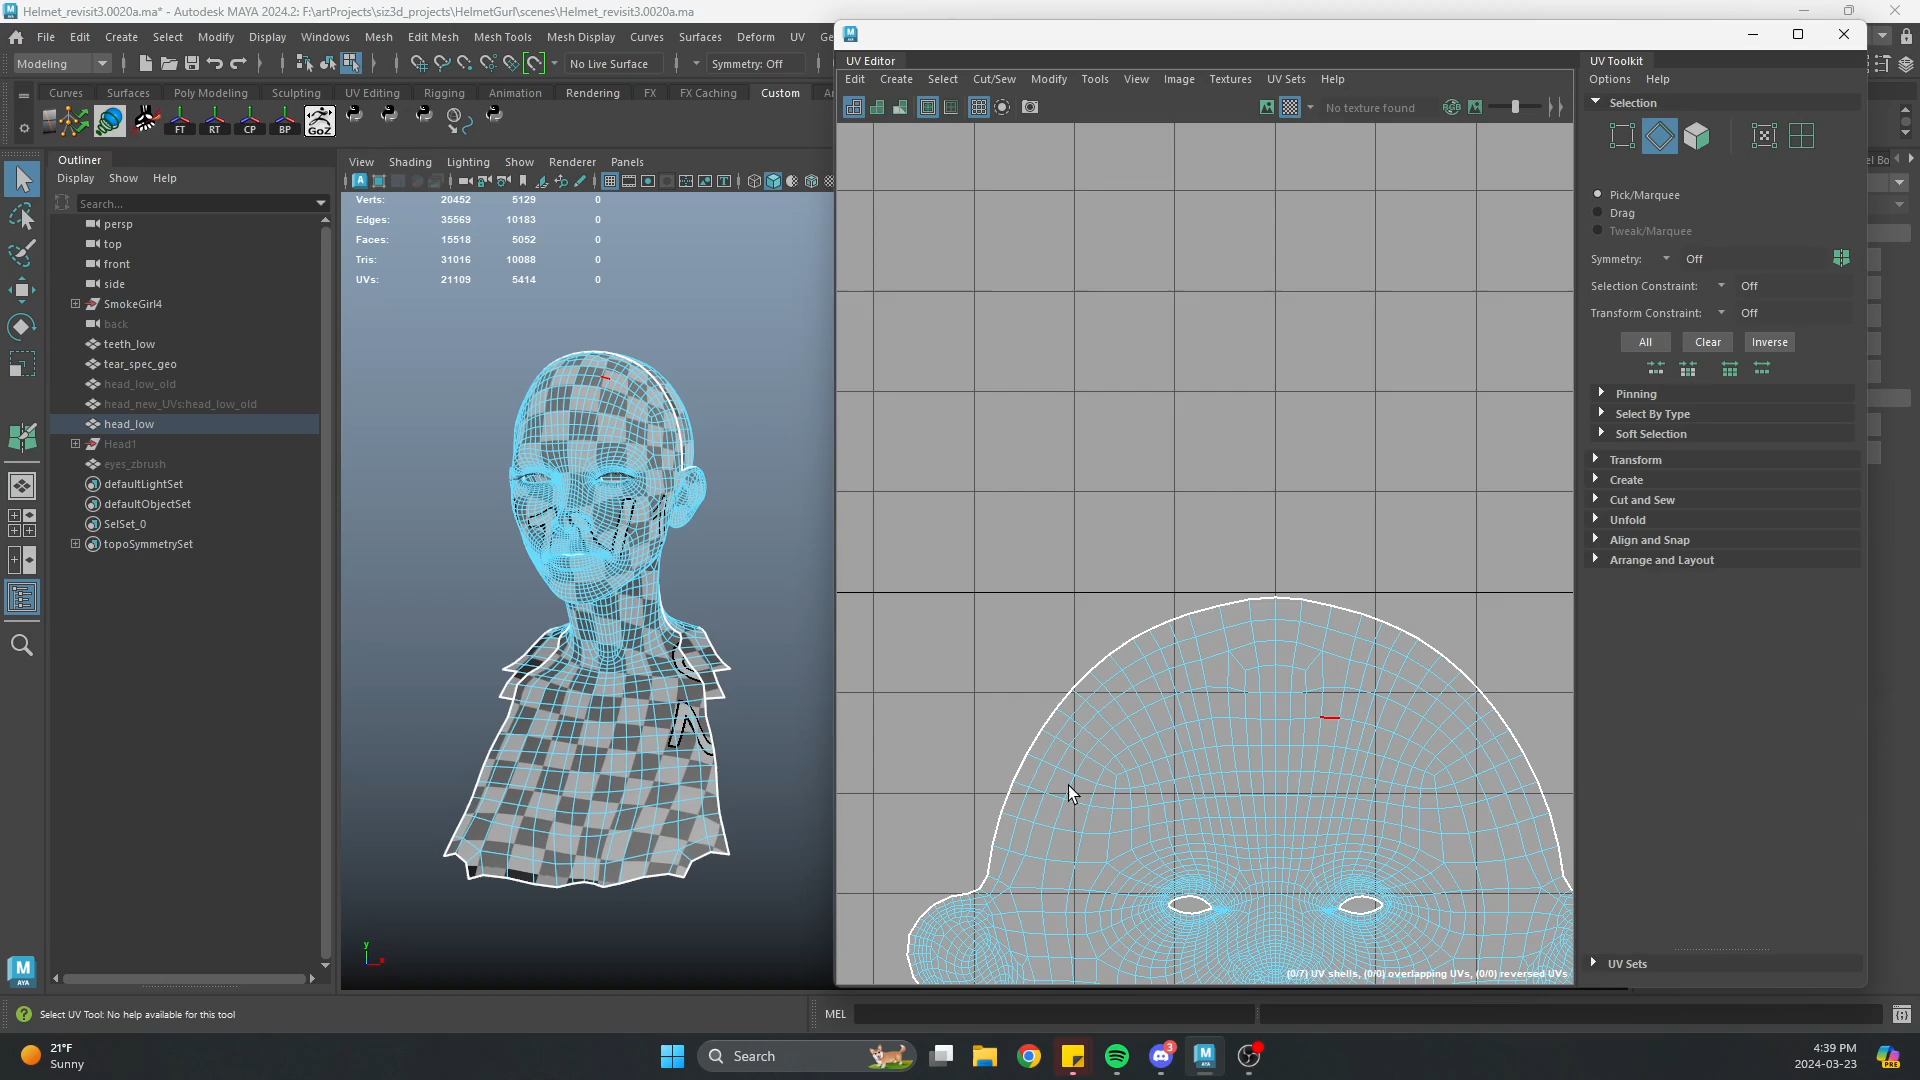 Helmet_revisit3.0020a.ma* - Autodesk MAYA 2024.2: F:\artProjects\siz3d_projects\HelmetGurl\scenes\Helmet_revisit3.0020a.ma
File Edit Create Select Modify Display Windows Mesh Edit Mesh Mesh Tools Mesh Display Curves Surfaces Deform UV Ge
Modeling No Live Surface Symmetry: Off
Curves Surfaces Poly Modeling Sculpting UV Editing Rigging Animation Rendering FX FX Caching Custom
FT RT CP BP GoZ
Outliner
Display Show Help
Search...
persp
top
front
side
SmokeGirl4
back
teeth_low
tear_spec_geo
head_low_old
head_new_UVs:head_low_old
head_low
Head1
eyes_zbrush
defaultLightSet
defaultObjectSet
SelSet_0
topoSymmetrySet
View Shading Lighting Show Renderer Panels
Verts: 20452 5129 0
Edges: 35569 10183 0
Faces: 15518 5052 0
Tris: 31016 10088 0
UVs: 21109 5414 0
y
x
UV Editor
Edit Create Select Cut/Sew Modify Tools View Image Textures UV Sets Help
No texture found
(0/7) UV shells, (0/0) overlapping UVs, (0/0) reversed UVs
UV Toolkit
Options Help
Selection
Pick/Marquee
Drag
Tweak/Marquee
Symmetry: Off
Selection Constraint: Off
Transform Constraint: Off
All Clear Inverse
Pinning
Select By Type
Soft Selection
Transform
Create
Cut and Sew
Unfold
Align and Snap
Arrange and Layout
UV Sets
el Bo
M
AYA
Select UV Tool: No help available for this tool
MEL
21°F
Sunny
Search
3
4:39 PM
2024-03-23
PRE